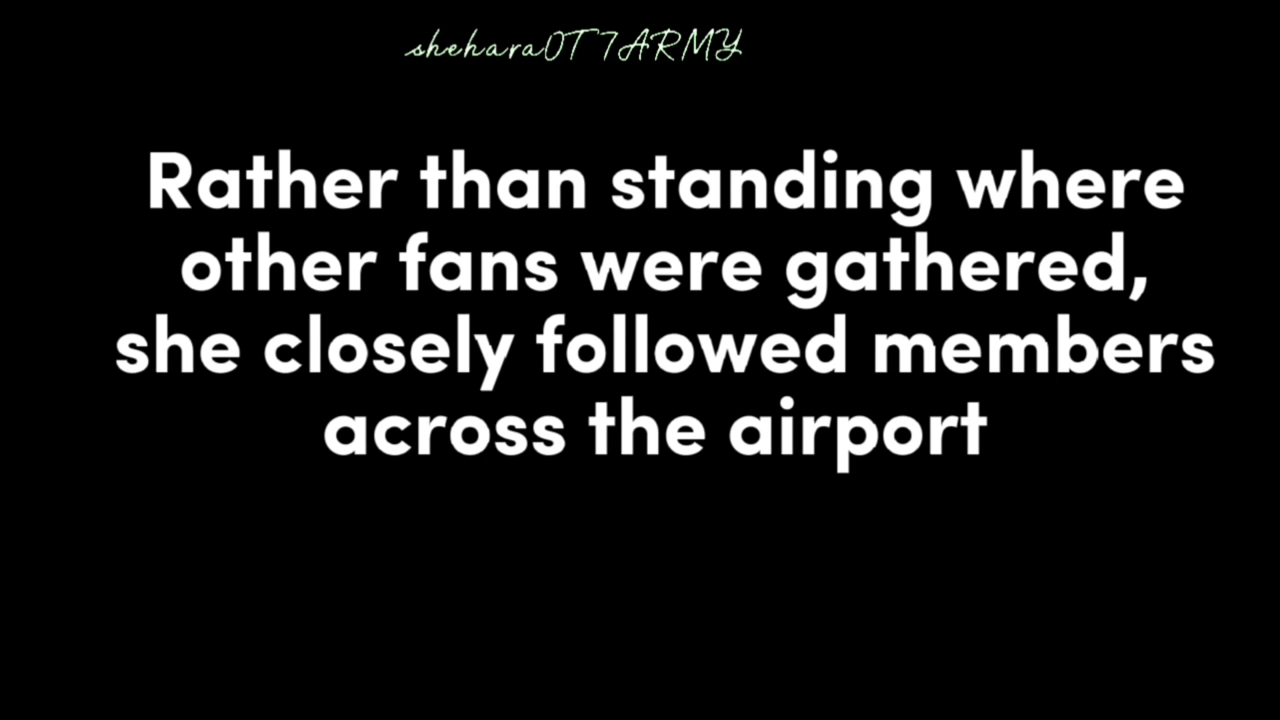 sheharaOT7ARMY
Rather than standing where
other fans were gathered,
she closely followed members
across the airport